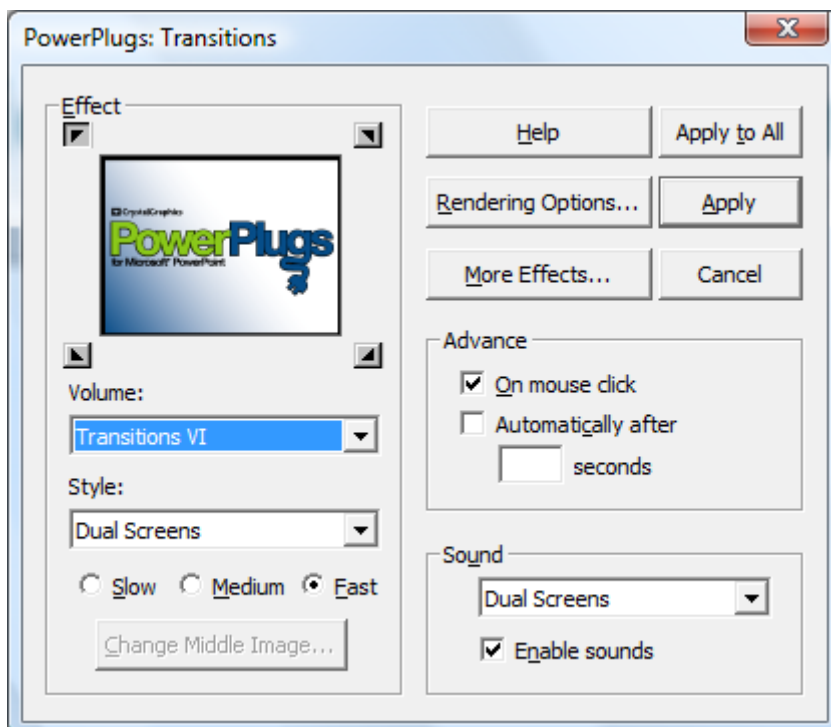 PowerPlugs: Transitions
Effect
CrystalGraphics
PowerPlugs
for Microsoft® PowerPoint
Volume:
Transitions VI
Style:
Dual Screens
Slow Medium Fast
Change Middle Image...
Help Apply to All
Rendering Options... Apply
More Effects... Cancel
Advance
On mouse click
Automatically after
seconds
Sound
Dual Screens
Enable sounds